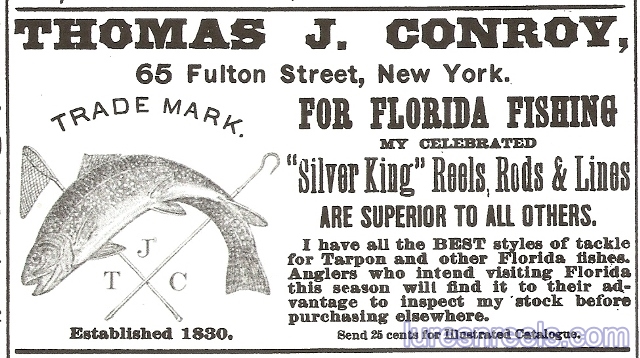 THOMAS J. CONROY,
65 Fulton Street, New York.
TRADE MARK.
J
T C
Established 1830.
FOR FLORIDA FISHING
MY CELEBRATED
"Silver King" Reels, Rods & Lines
ARE SUPERIOR TO ALL OTHERS.
I have all the BEST styles of tackle
for Tarpon and other Florida fishes.
Anglers who intend visiting Florida
this season will find it to their ad-
vantage to inspect my stock before
purchasing elsewhere.
Send 25 cents for Illustrated Catalogue.
luresnreels.com